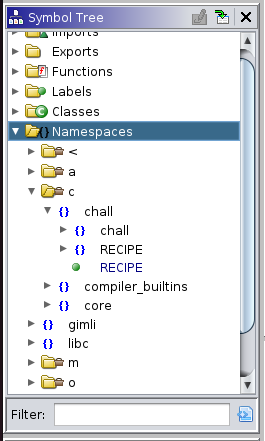 Symbol Tree
Imports
Exports
Functions
Labels
Classes
Namespaces
<
a
c
chall
chall
RECIPE
RECIPE
compiler_builtins
core
gimli
libc
m
o
Filter: